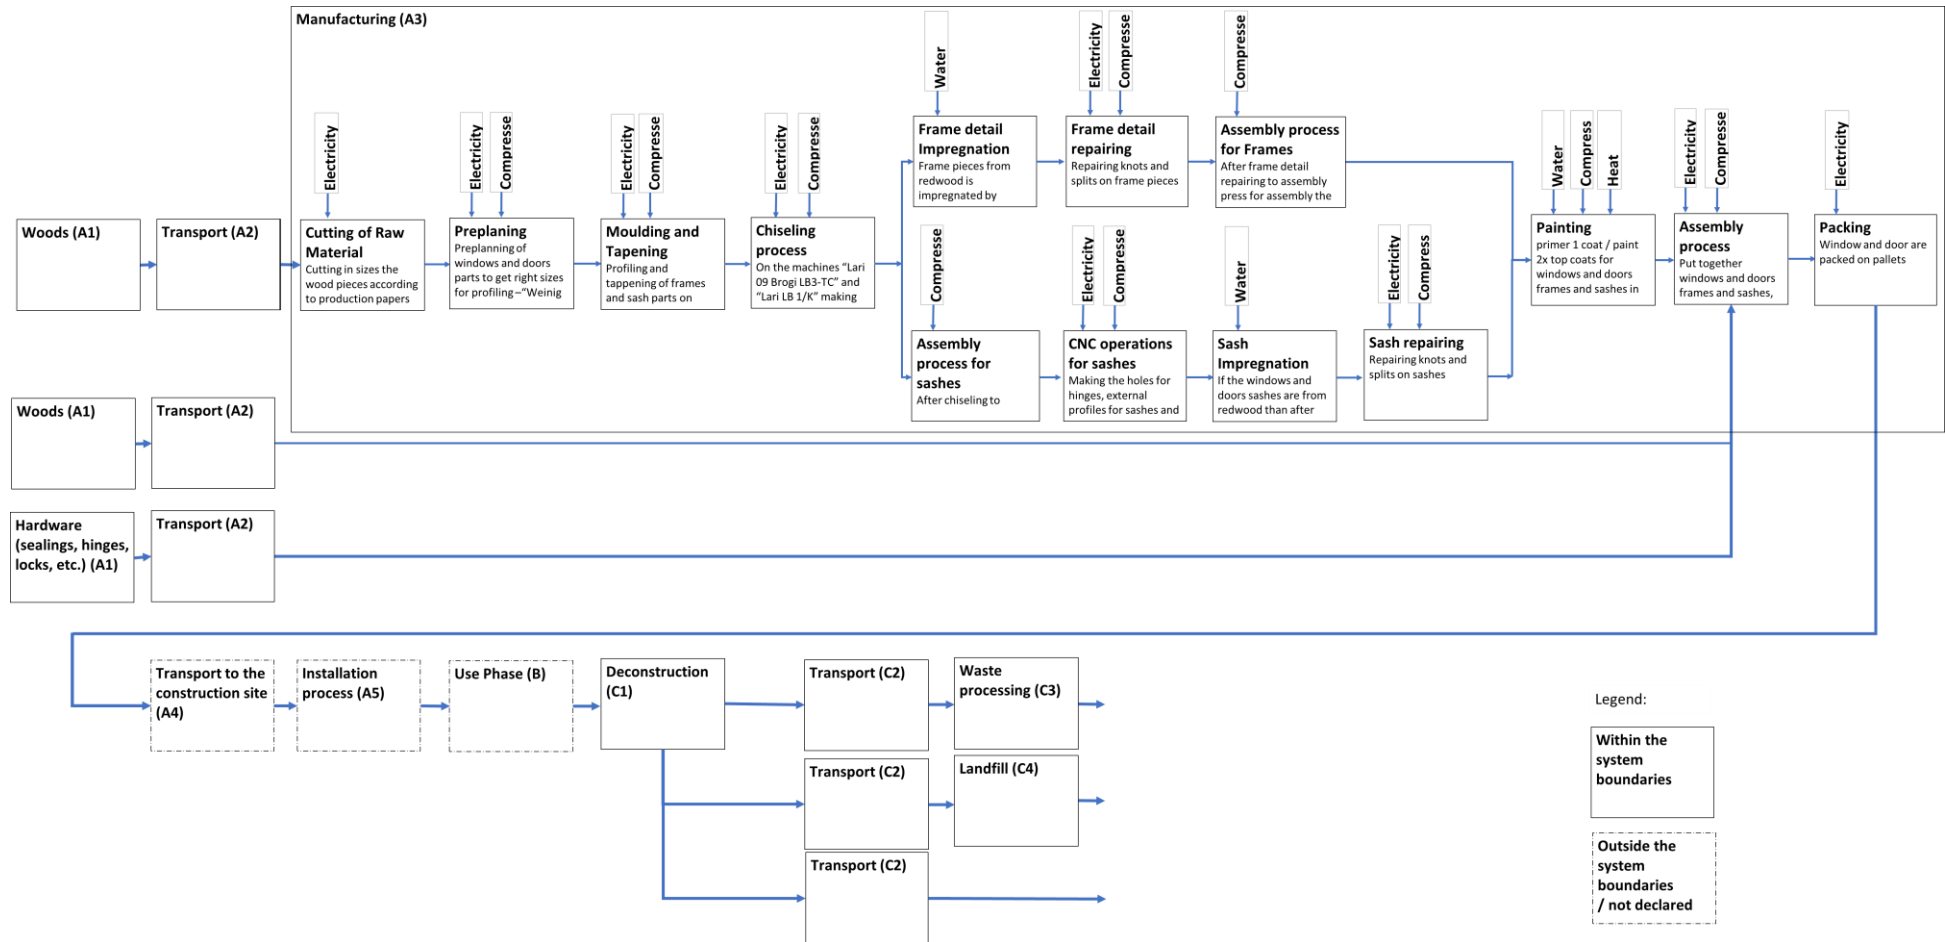 Manufacturing (A3)
Water
Electricity
Compresse
Compresse
Electricity
Electricity
Compresse
Electricity
Compresse
Electricity
Compresse
Frame detail
Impregnation
Frame pieces from
redwood is
impregnated by
Frame detail
repairing
Repairing knots and
splits on frame pieces
Assembly process
for Frames
After frame detail
repairing to assembly
press for assembly the
Water
Compress
Heat
Electricity
Compresse
Electricity
Woods (A1)
Transport (A2)
Cutting of Raw
Material
Cutting in sizes the
wood pieces according
to production papers
Preplaning
Preplanning of
windows and doors
parts to get right sizes
for profiling –“Weinig
Moulding and
Tapening
Profiling and
tappening of frames
and sash parts on
Chiseling
process
On the machines “Lari
09 Brogi LB3-TC” and
“Lari LB 1/K” making
Painting
primer 1 coat / paint
2x top coats for
windows and doors
frames and sashes in
Assembly
process
Put together
windows and doors
frames and sashes,
Packing
Window and door are
packed on pallets
Compresse
Electricity
Compresse
Water
Electricity
Compress
Assembly
process for
sashes
After chiseling to
CNC operations
for sashes
Making the holes for
hinges, external
profiles for sashes and
Sash
Impregnation
If the windows and
doors sashes are from
redwood than after
Sash repairing
Repairing knots and
splits on sashes
Woods (A1)
Transport (A2)
Hardware
(sealings, hinges,
locks, etc.) (A1)
Transport (A2)
Transport to the
construction site
(A4)
Installation
process (A5)
Use Phase (B)
Deconstruction
(C1)
Transport (C2)
Waste
processing (C3)
Transport (C2)
Landfill (C4)
Transport (C2)
Legend:
Within the
system
boundaries
Outside the
system
boundaries
/ not declared